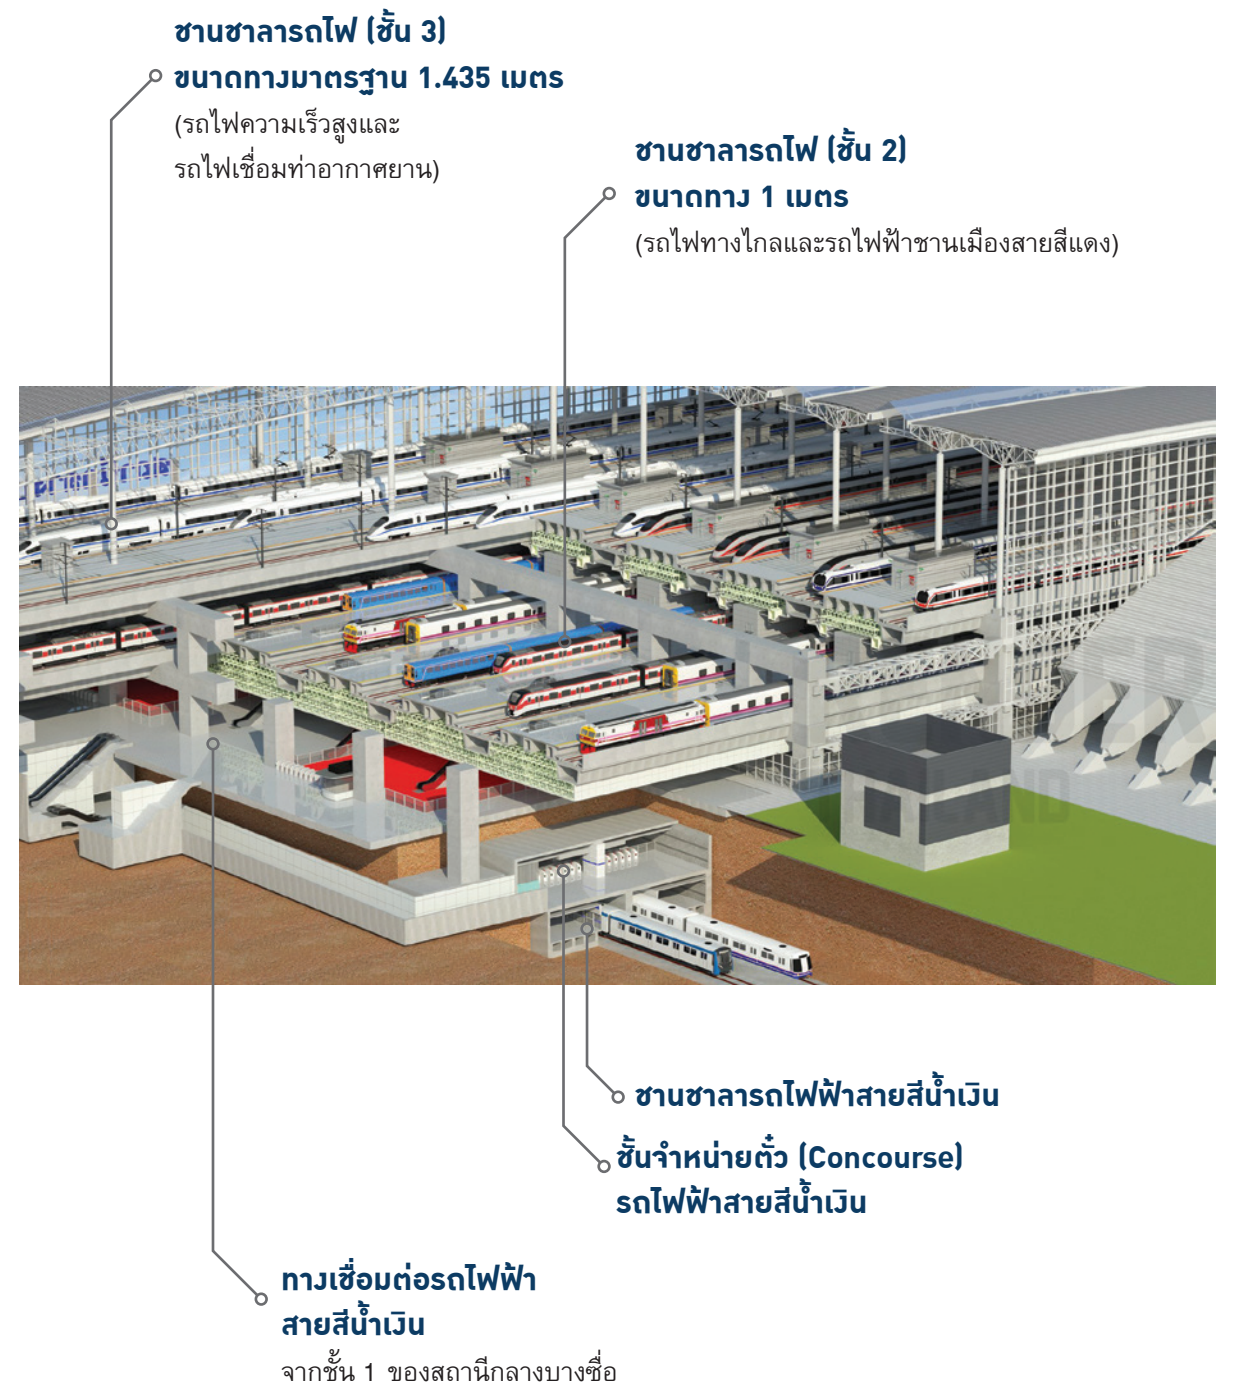 ชานชาลารถไฟ (ชั้น 3)
ขนาดทางมาตรฐาน 1.435 เมตร
(รถไฟความเร็วสูงและ
รถไฟเชื่อมท่าอากาศยาน)
ชานชาลารถไฟ (ชั้น 2)
ขนาดทาง 1 เมตร
(รถไฟทางไกลและรถไฟฟ้าชานเมืองสายสีแดง)
ชานชาลารถไฟฟ้าสายสีน้ำเงิน
ชั้นจำหน่ายตั๋ว (Concourse)
รถไฟฟ้าสายสีน้ำเงิน
ทางเชื่อมต่อรถไฟฟ้า
สายสีน้ำเงิน
จากชั้น 1 ของสถานีกลางบางซื่อ